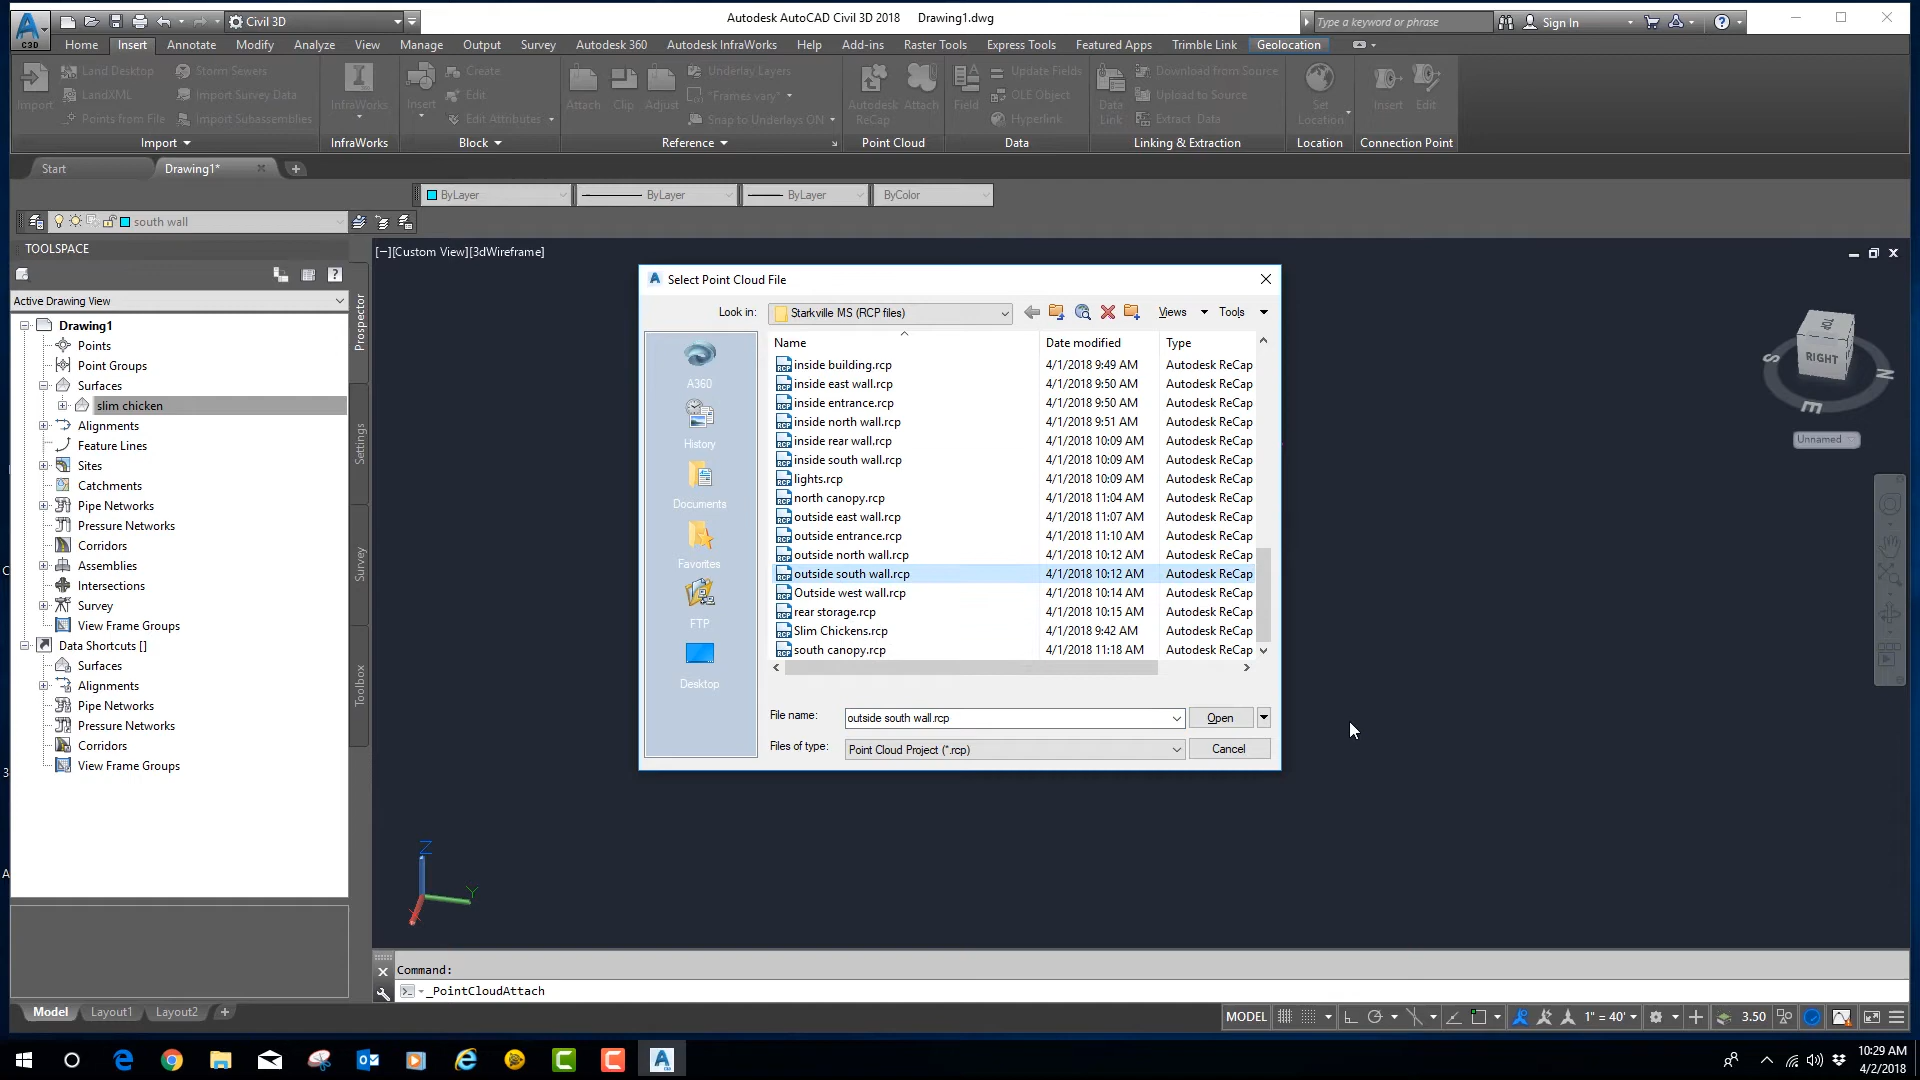 Civil 3D
Autodesk AutoCAD Civil 3D 2018 Drawing1.dwg
Type a keyword or phrase
Sign In
C3D
Home Insert Annotate Modify Analyze View Manage Output Survey Autodesk 360 Autodesk InfraWorks Help Add-ins Raster Tools Express Tools Featured Apps Trimble Link Geolocation
Land Desktop Storm Sewers Create Underlay Layers Update Fields Download from Source
LandXML Import Survey Data Edit "Frames vary" OLE Object Upload to Source
Import InfraWorks Insert Attach Clip Adjust Autodesk ReCap Attach Field Data Link Set Location Insert Edit
Points from File Import Subassemblies Edit Attributes Snap to Underlays ON Hyperlink Extract Data
Import InfraWorks Block Reference Point Cloud Data Linking & Extraction Location Connection Point
Start Drawing1*
ByLayer ByLayer ByLayer ByColor
south wall
TOOLSPACE
[−][Custom View][3dWireframe]
Active Drawing View
Prospector
Settings
Survey
Toolbox
Drawing1
Points
Point Groups
Surfaces
slim chicken
Alignments
Feature Lines
Sites
Catchments
Pipe Networks
Pressure Networks
Corridors
Assemblies
Intersections
Survey
View Frame Groups
Data Shortcuts []
Surfaces
Alignments
Pipe Networks
Pressure Networks
Corridors
View Frame Groups
Select Point Cloud File
Look in: Starkville MS (RCP files) Views Tools
A360
History
Documents
Favorites
FTP
Desktop
Name Date modified Type
inside building.rcp 4/1/2018 9:49 AM Autodesk ReCap
inside east wall.rcp 4/1/2018 9:50 AM Autodesk ReCap
inside entrance.rcp 4/1/2018 9:50 AM Autodesk ReCap
inside north wall.rcp 4/1/2018 9:51 AM Autodesk ReCap
inside rear wall.rcp 4/1/2018 10:09 AM Autodesk ReCap
inside south wall.rcp 4/1/2018 10:09 AM Autodesk ReCap
lights.rcp 4/1/2018 10:09 AM Autodesk ReCap
north canopy.rcp 4/1/2018 11:04 AM Autodesk ReCap
outside east wall.rcp 4/1/2018 11:07 AM Autodesk ReCap
outside entrance.rcp 4/1/2018 11:10 AM Autodesk ReCap
outside north wall.rcp 4/1/2018 10:12 AM Autodesk ReCap
outside south wall.rcp 4/1/2018 10:12 AM Autodesk ReCap
Outside west wall.rcp 4/1/2018 10:14 AM Autodesk ReCap
rear storage.rcp 4/1/2018 10:15 AM Autodesk ReCap
Slim Chickens.rcp 4/1/2018 9:42 AM Autodesk ReCap
south canopy.rcp 4/1/2018 11:18 AM Autodesk ReCap
File name: outside south wall.rcp Open
Files of type: Point Cloud Project (*.rcp) Cancel
TOP
RIGHT
S
N
E
Unnamed
Z
Y
X
Command:
_PointCloudAttach
Model Layout1 Layout2
MODEL 1" = 40' 3.50
10:29 AM
4/2/2018